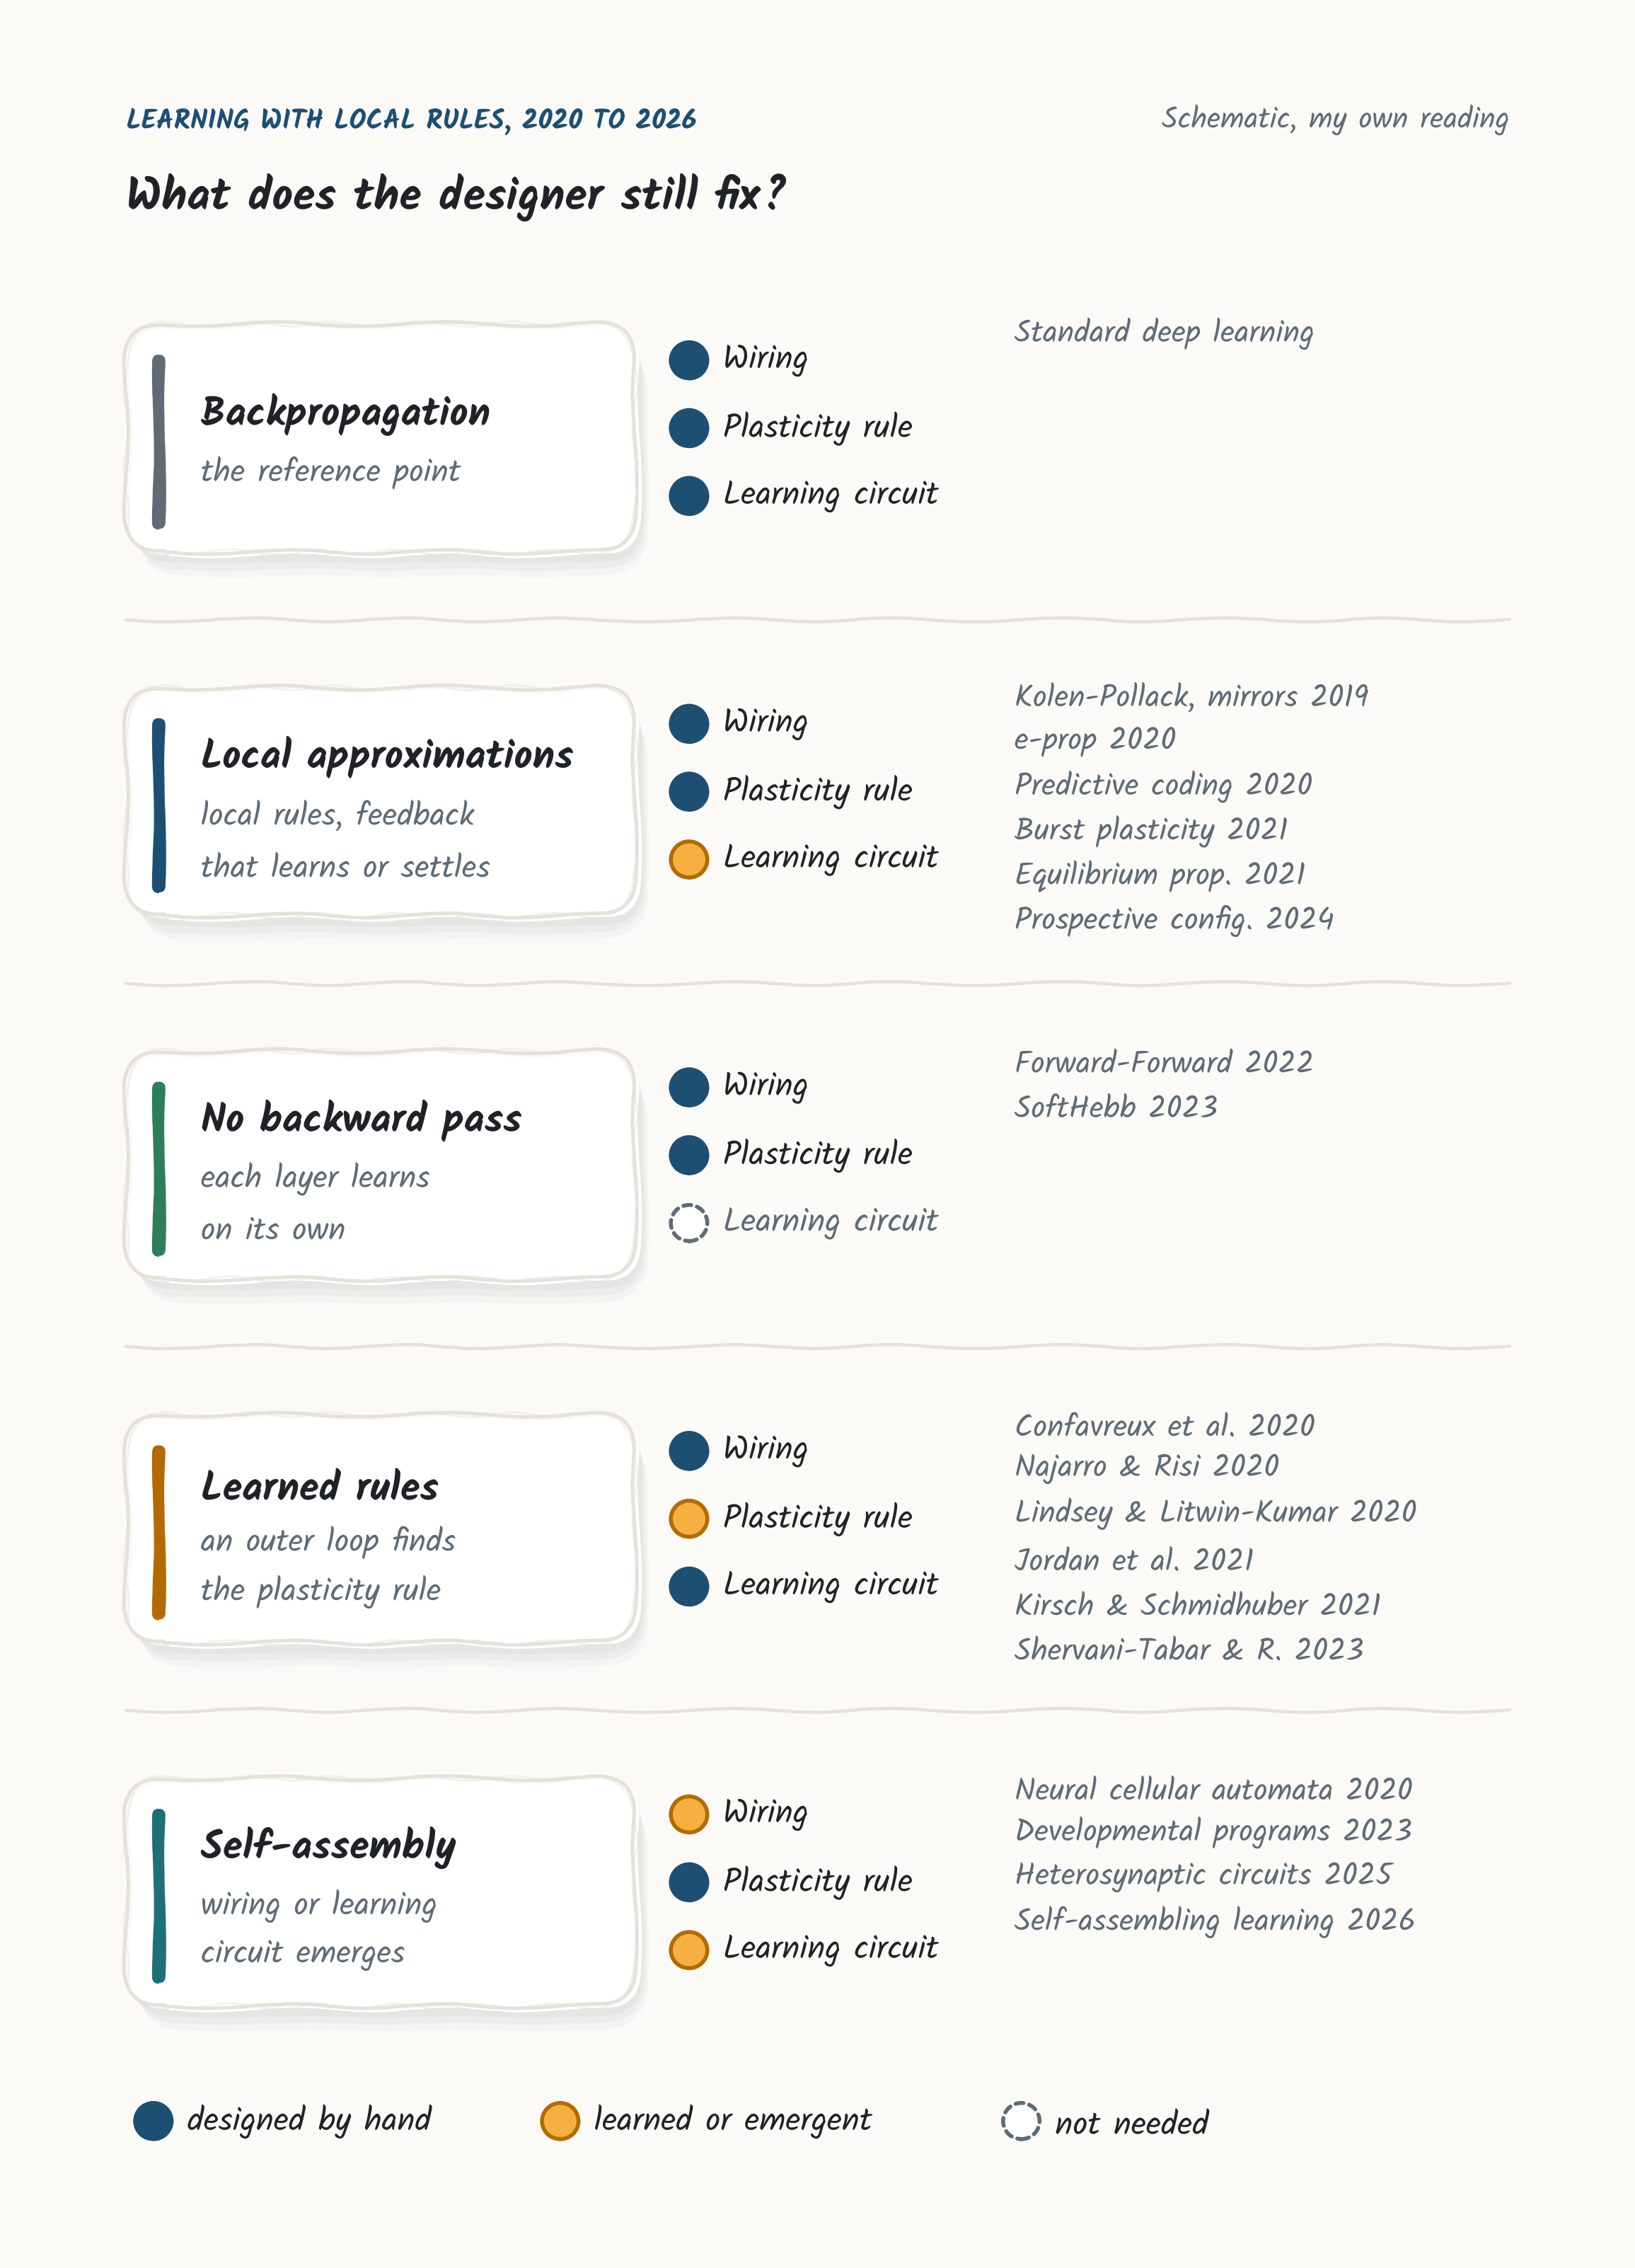 LEARNING WITH LOCAL RULES, 2020 TO 2026
Schematic, my own reading
What does the designer still fix?
Backpropagation
the reference point
Wiring
Plasticity rule
Learning circuit
Standard deep learning
Local approximations
local rules, feedback
that learns or settles
Wiring
Plasticity rule
Learning circuit
Kolen-Pollack, mirrors 2019
e-prop 2020
Predictive coding 2020
Burst plasticity 2021
Equilibrium prop. 2021
Prospective config. 2024
No backward pass
each layer learns
on its own
Wiring
Plasticity rule
Learning circuit
Forward-Forward 2022
SoftHebb 2023
Learned rules
an outer loop finds
the plasticity rule
Wiring
Plasticity rule
Learning circuit
Confavreux et al. 2020
Najarro & Risi 2020
Lindsey & Litwin-Kumar 2020
Jordan et al. 2021
Kirsch & Schmidhuber 2021
Shervani-Tabar & R. 2023
Self-assembly
wiring or learning
circuit emerges
Wiring
Plasticity rule
Learning circuit
Neural cellular automata 2020
Developmental programs 2023
Heterosynaptic circuits 2025
Self-assembling learning 2026
designed by hand
learned or emergent
not needed